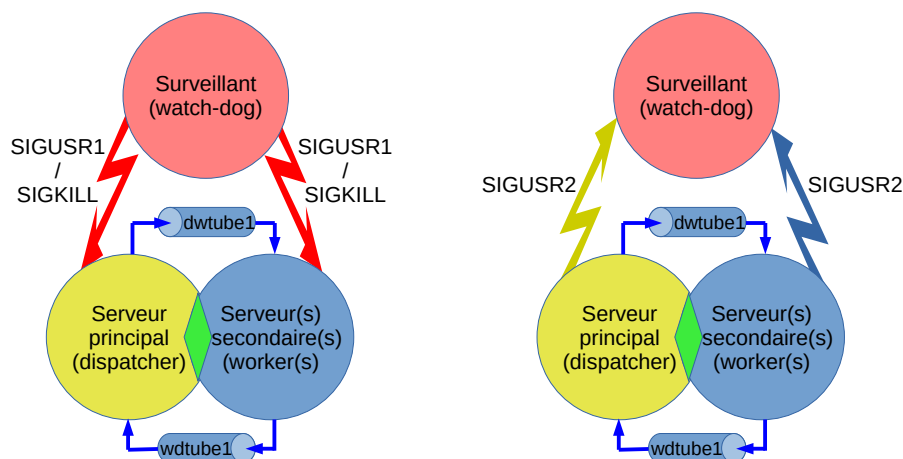 Surveillant
(watch-dog)
SIGUSR1
/
SIGKILL
SIGUSR1
/
SIGKILL
dwtube1
Serveur
principal
(dispatcher)
Serveur(s)
secondaire(s)
(worker(s)
wdtube1
Surveillant
(watch-dog)
SIGUSR2
SIGUSR2
dwtube1
Serveur
principal
(dispatcher)
Serveur(s)
secondaire(s)
(worker(s)
wdtube1